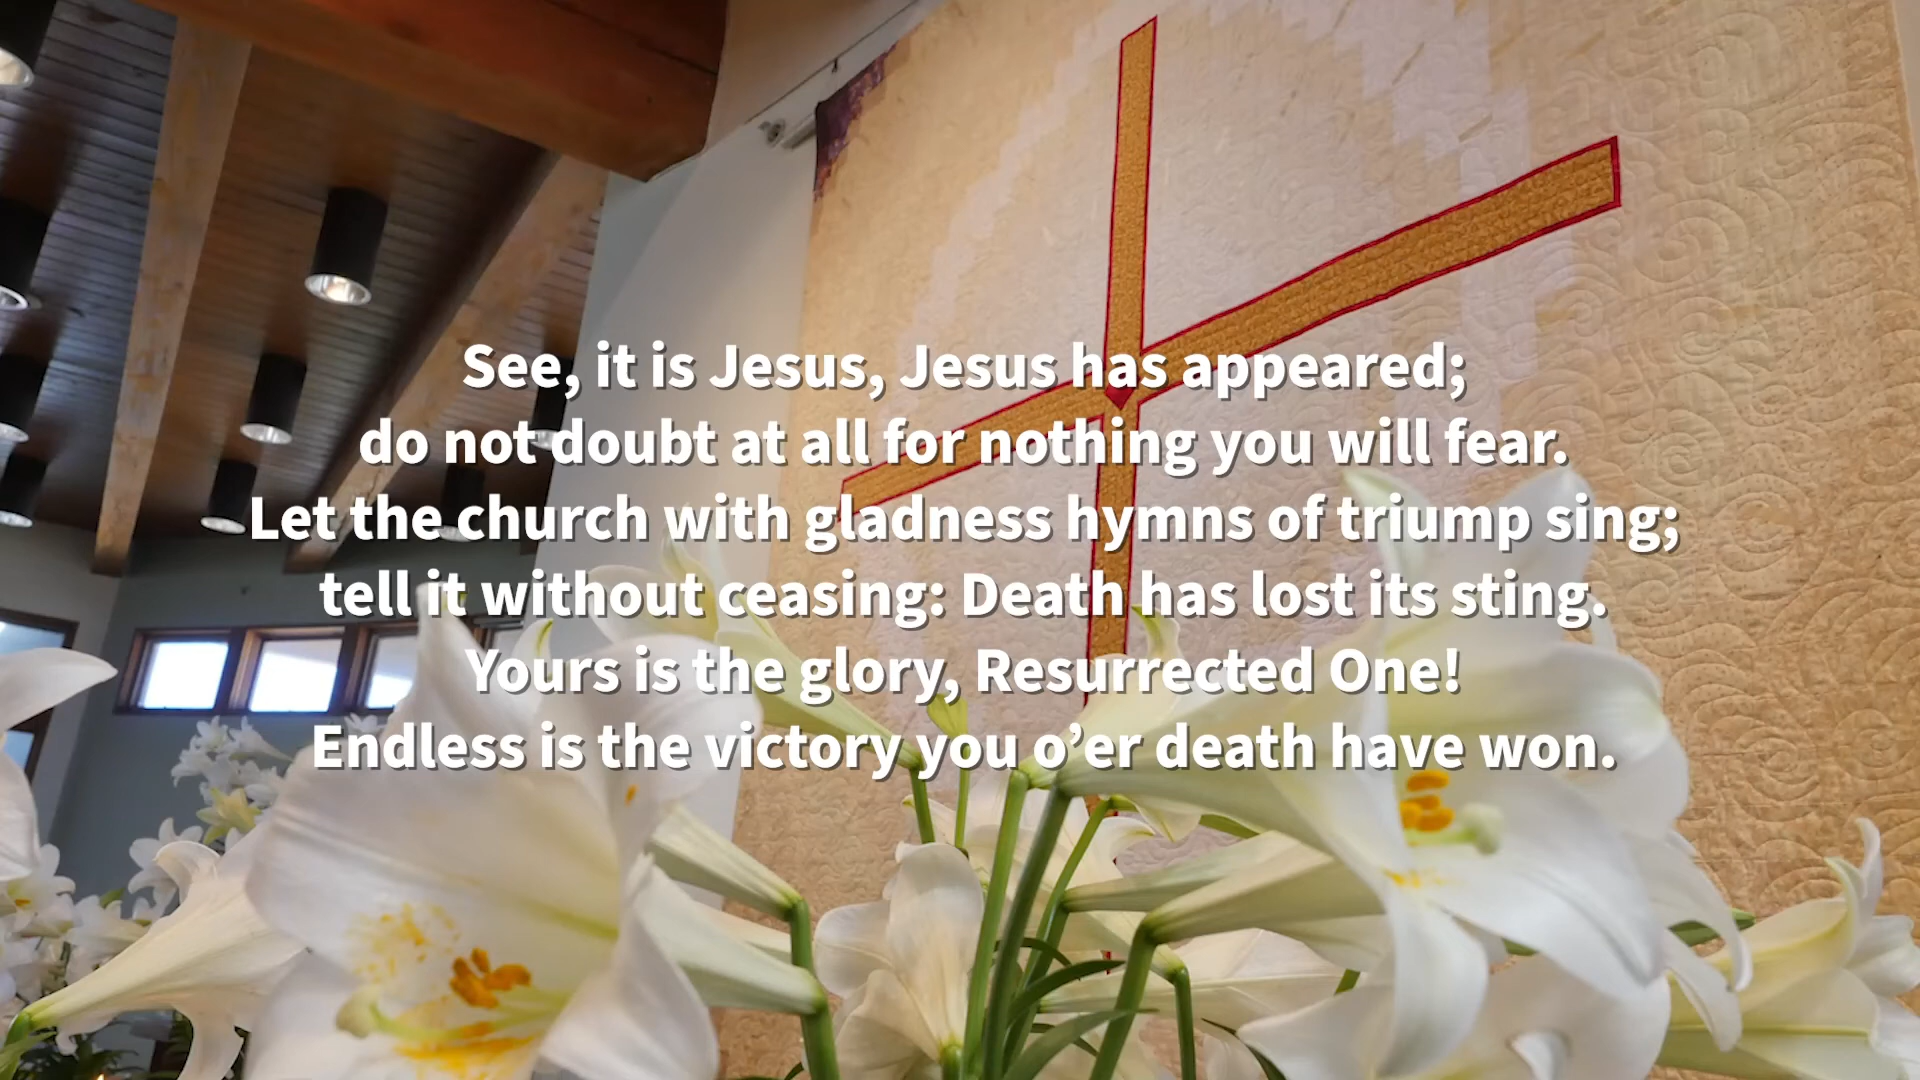 See, it is Jesus, Jesus has appeared;
do not doubt at all for nothing you will fear.
Let the church with gladness hymns of triump sing;
tell it without ceasing: Death has lost its sting.
Yours is the glory, Resurrected One!
Endless is the victory you o’er death have won.